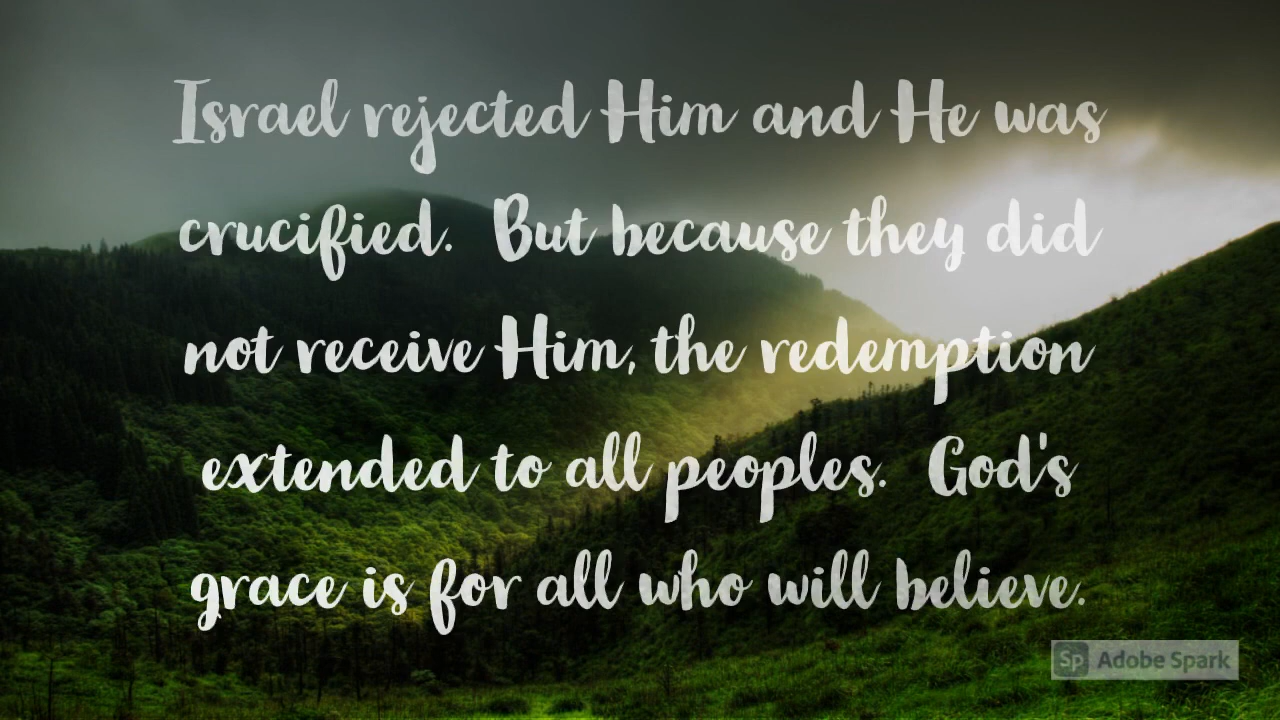 Israel rejected Him and He was
crucified.  But because they did
not receive Him, the redemption
extended to all peoples.  God's
grace is for all who will believe.
Sp Adobe Spark